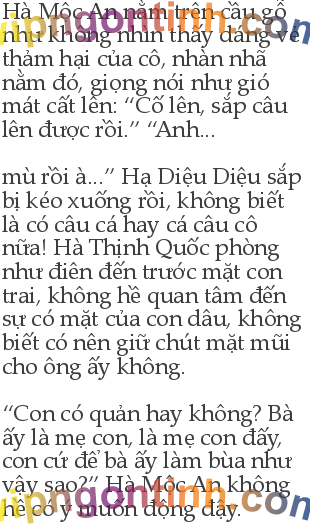 Hà Mộc An nằm trên cầu gỗ
như không nhìn thấy dáng vẻ
thảm hại của cô, nhàn nhã
nằm đó, giọng nói như gió
mát cất lên: “Cố lên, sắp câu
lên được rồi.” “Anh...
mù rồi à...” Hạ Diệu Diệu sắp
bị kéo xuống rồi, không biết
là có câu cá hay cá câu cô
nữa! Hà Thịnh Quốc phòng
như điên đến trước mặt con
trai, không hề quan tâm đến
sự có mặt của con dâu, không
biết có nên giữ chút mặt mũi
cho ông ấy không.
“Con có quản hay không? Bà
ấy là mẹ con, là mẹ con đấy,
con cứ để bà ấy làm bùa như
vậy sao?” Hà Mộc An không
hề có ý muốn động đậy.